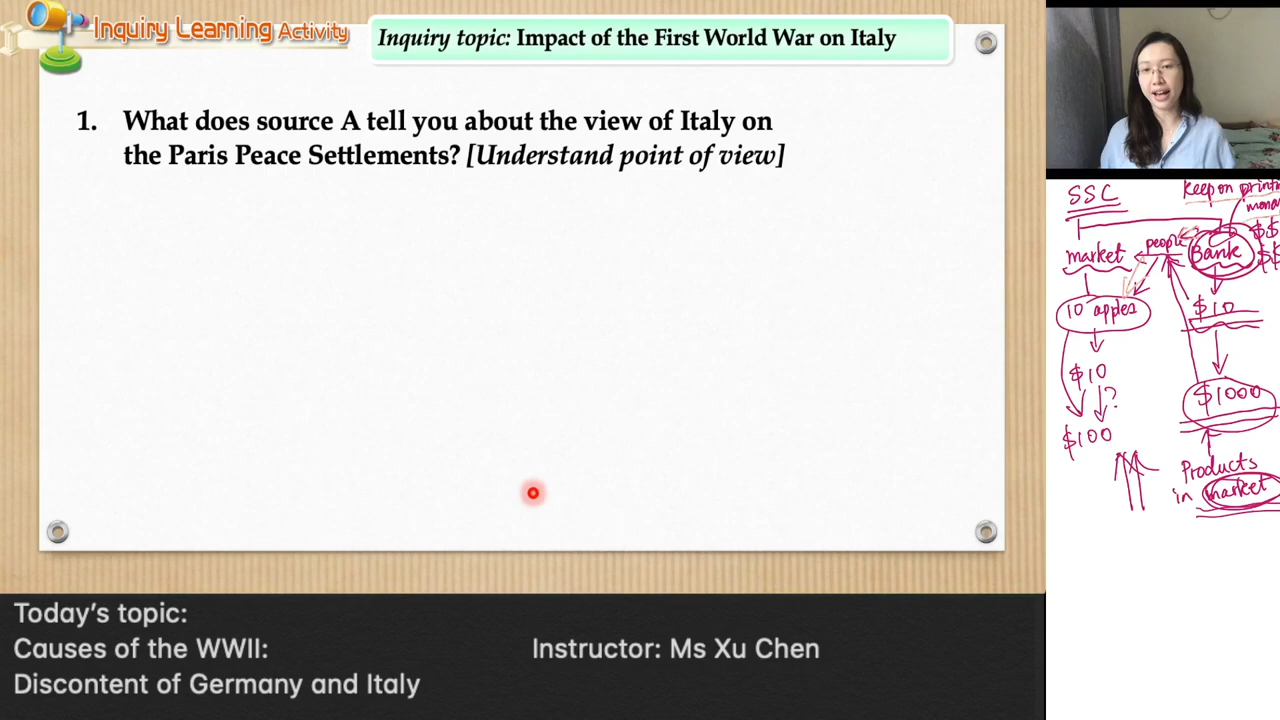 Inquiry Learning Activity
Inquiry topic: Impact of the First World War on Italy
1. What does source A tell you about the view of Italy on
the Paris Peace Settlements? [Understand point of view]
SSC
keep on
people
market
Bank
$$
10 apples
$10
$10
?
$1000
$100
Products
in market
Today's topic:
Causes of the WWII:
Instructor: Ms Xu Chen
Discontent of Germany and Italy